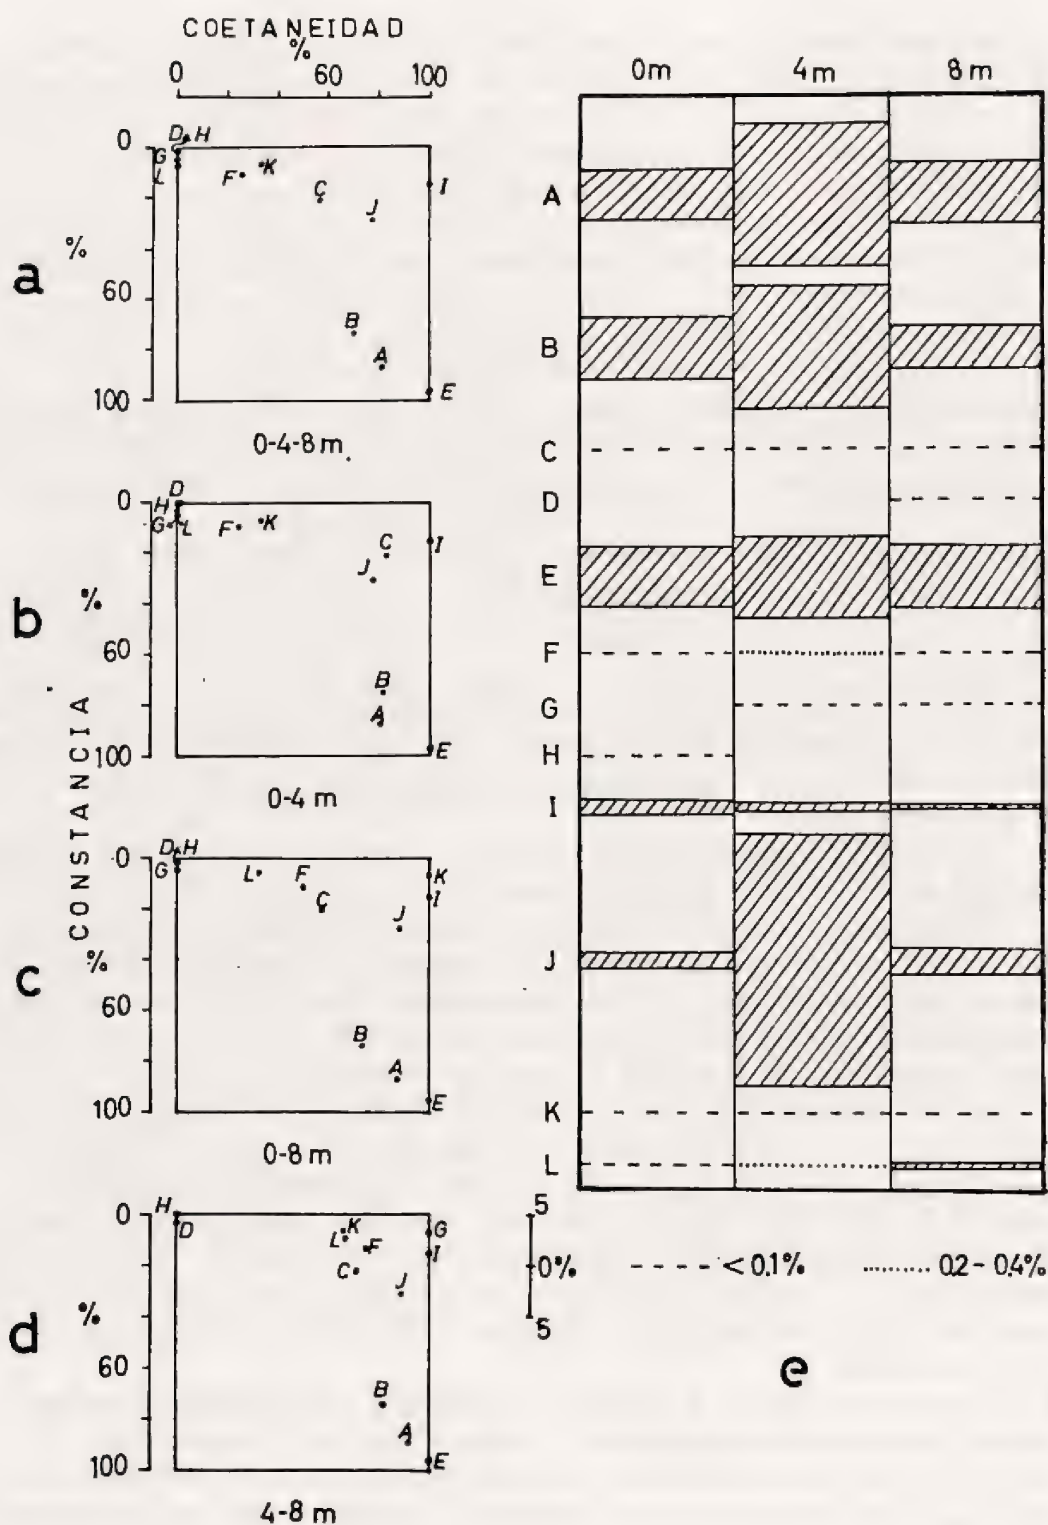 COETANEIDAD
%
0 60 100
0m 4m 8m
a
%
0
60
100
D H
G
L
F
K
C
J
I
B
A
E
0-4-8 m
b
%
0
60
100
D
H
G
L
F
K
C
J
I
B
A
E
0-4 m
CONSTANCIA
c
%
0
60
100
D H
G
L
F
C
K
I
J
B
A
E
0-8 m
d
%
0
60
100
H
D
K
L
F
G
I
C
J
B
A
E
4-8 m
A
B
C
D
E
F
G
H
I
J
K
L
5
0%
5
< 0.1%
0.2 - 0.4%
e